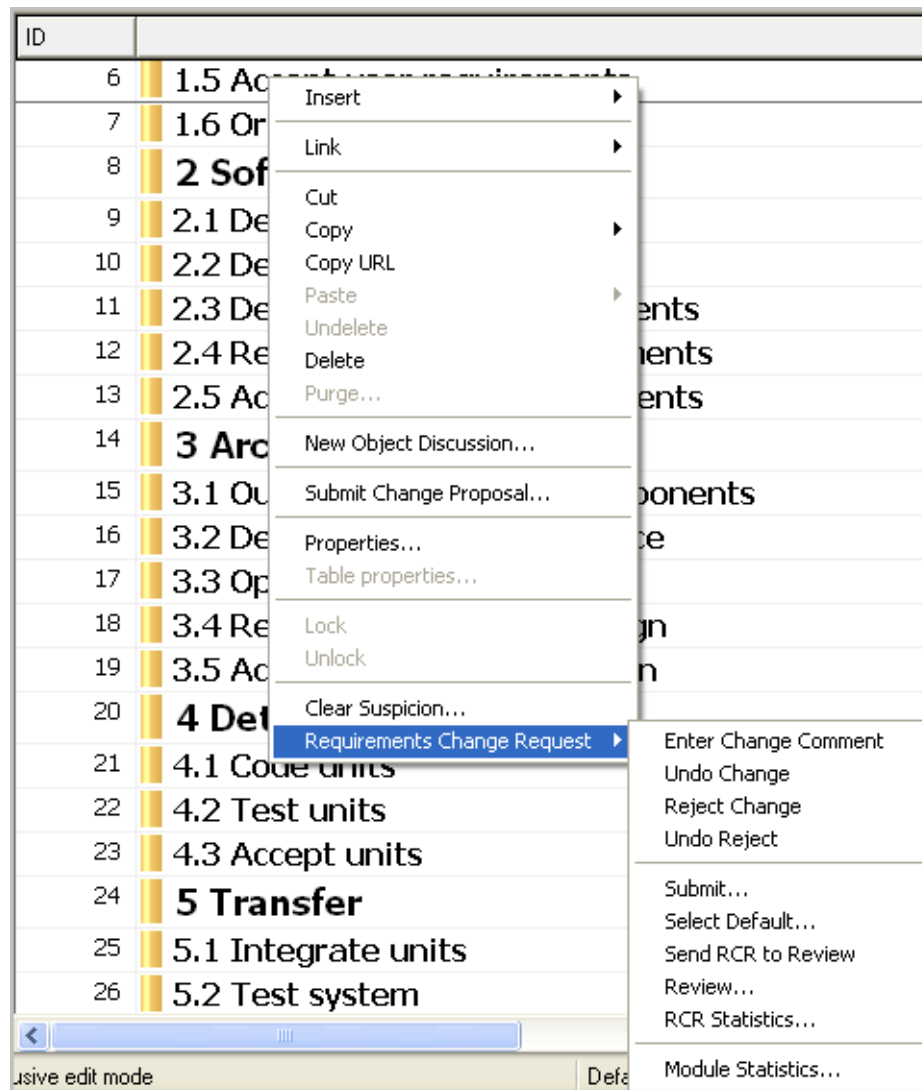 ID
6 1.5 Accept user requirements
Insert
7 1.6 Or
Link
8 2 Sof
Cut
9 2.1 De
Copy
10 2.2 De
Copy URL
Paste
11 2.3 De ents
Undelete
12 2.4 Re ents
Delete
13 2.5 Ac ents
Purge...
14 3 Arc
New Object Discussion...
15 3.1 Ou ponents
Submit Change Proposal...
16 3.2 De ce
Properties...
17 3.3 Op
Table properties...
18 3.4 Re gn
Lock
19 3.5 Ac n
Unlock
20 4 Det
Clear Suspicion...
Requirements Change Request
21 4.1 Code units
22 4.2 Test units
23 4.3 Accept units
24 5 Transfer
25 5.1 Integrate units
26 5.2 Test system
Enter Change Comment
Undo Change
Reject Change
Undo Reject
Submit...
Select Default...
Send RCR to Review
Review...
RCR Statistics...
Module Statistics...
usive edit mode
Defa